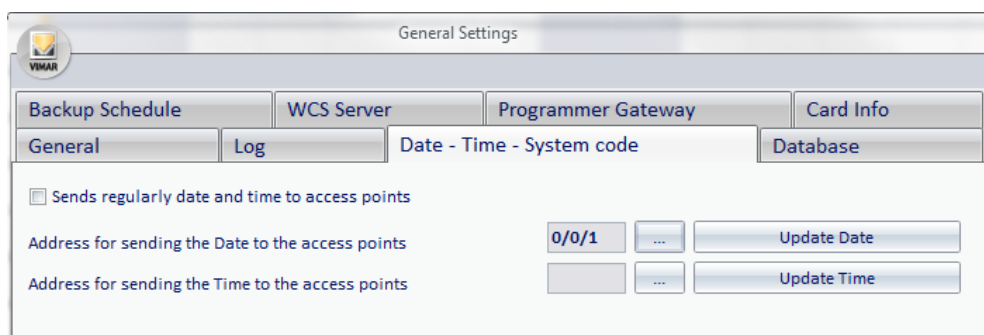 General Settings
VIMAR
Backup Schedule WCS Server Programmer Gateway Card Info
General Log Date - Time - System code Database
Sends regularly date and time to access points
Address for sending the Date to the access points 0/0/1 ... Update Date
Address for sending the Time to the access points ... Update Time